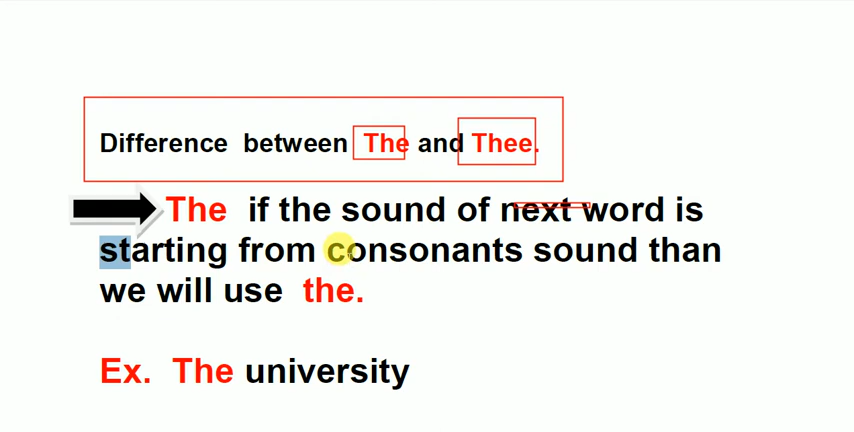 Difference between The and Thee.
The if the sound of next word is
starting from consonants sound than
we will use the.
Ex. The university